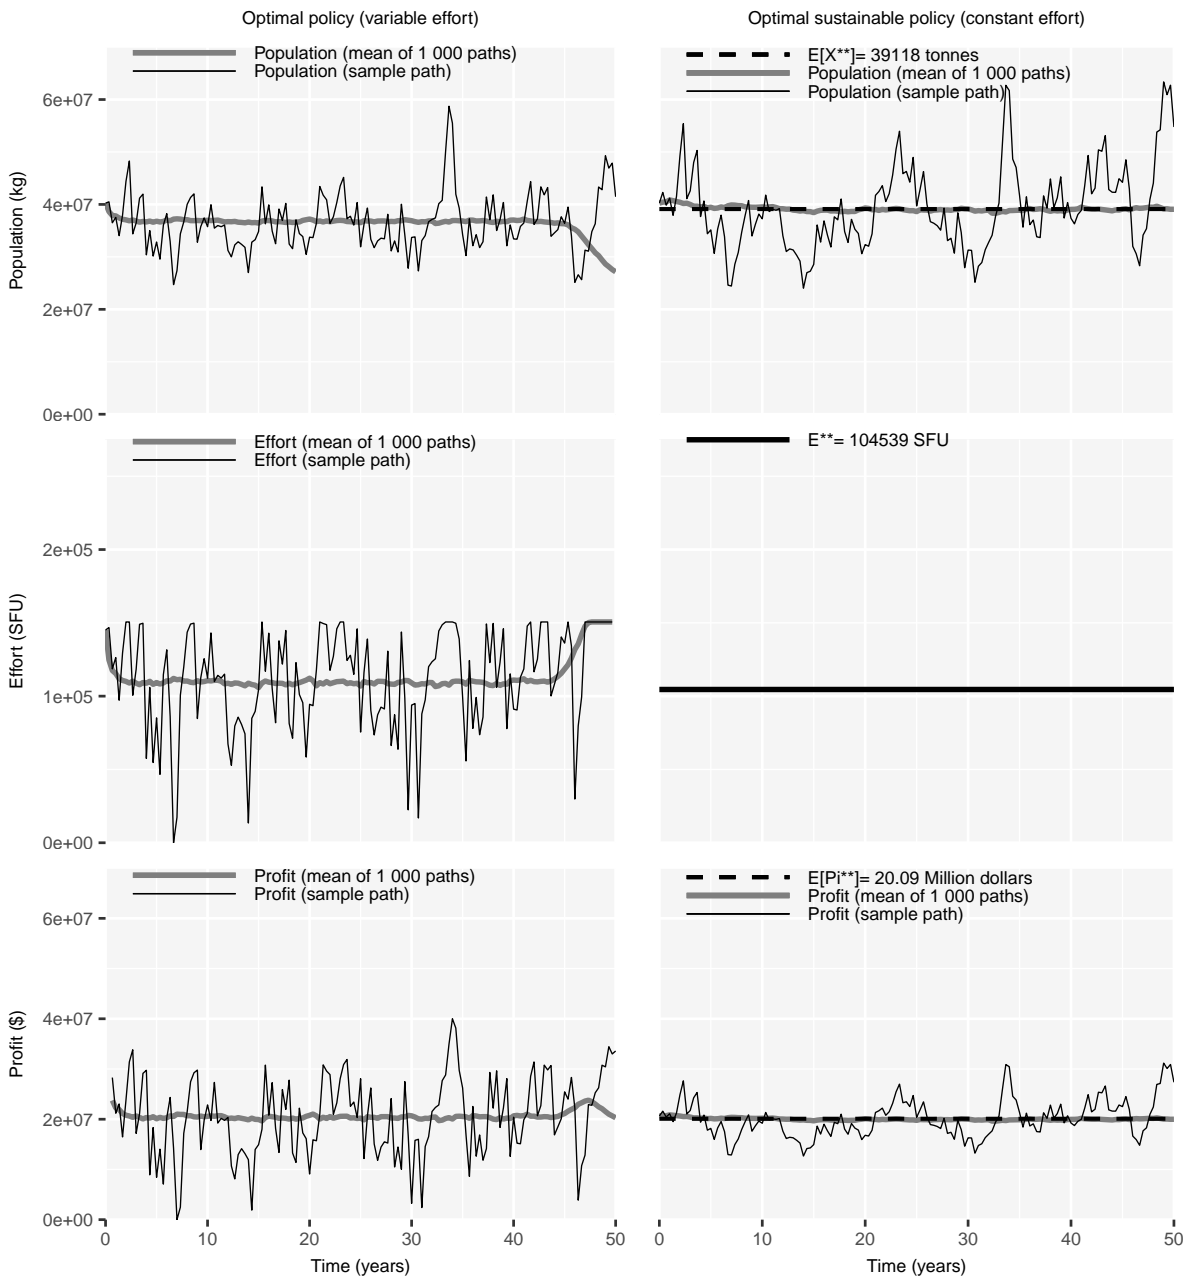 Optimal policy (variable effort)
Optimal sustainable policy (constant effort)
Population (mean of 1 000 paths)
Population (sample path)
E[X**]= 39118 tonnes
Population (mean of 1 000 paths)
Population (sample path)
Population (kg)
6e+07
4e+07
2e+07
0e+00
Effort (mean of 1 000 paths)
Effort (sample path)
E**= 104539 SFU
Effort (SFU)
2e+05
1e+05
0e+00
Profit (mean of 1 000 paths)
Profit (sample path)
E[Pi**]= 20.09 Million dollars
Profit (mean of 1 000 paths)
Profit (sample path)
Profit ($)
6e+07
4e+07
2e+07
0e+00
0 10 20 30 40 50
0 10 20 30 40 50
Time (years)
Time (years)